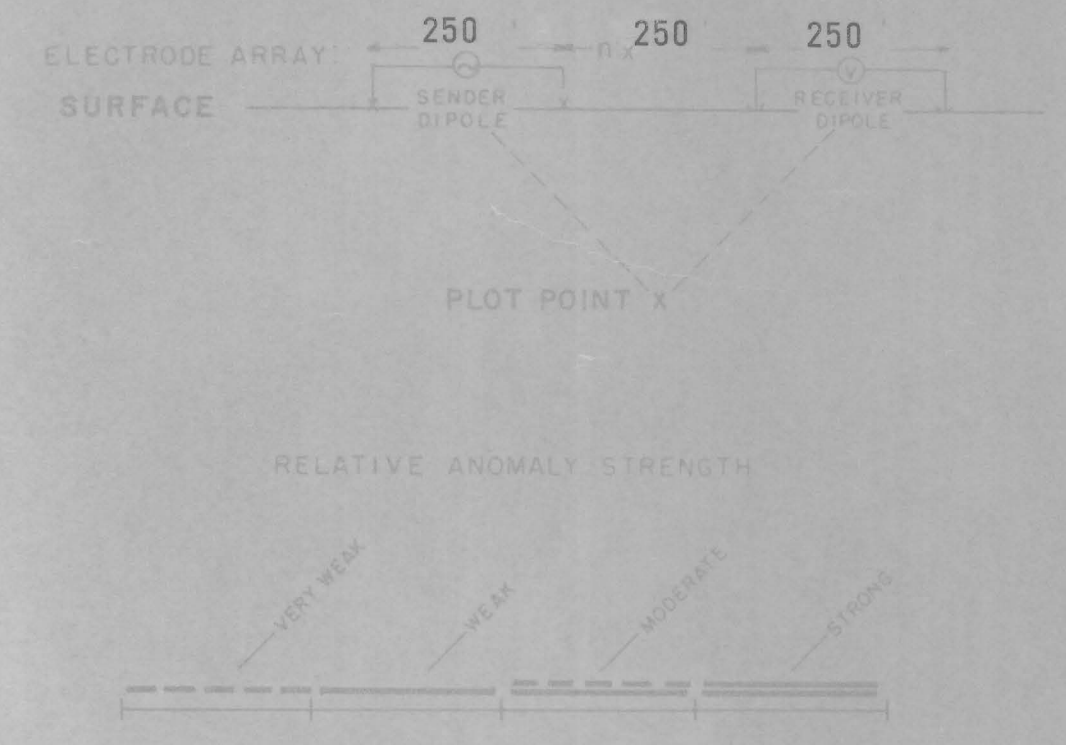 250 ' n x 250 250 '
ELECTRODE ARRAY:
SURFACE
SENDER DIPOLE
RECEIVER DIPOLE
V
PLOT POINT X
RELATIVE ANOMALY STRENGTH
VERY WEAK
WEAK
MODERATE
STRONG